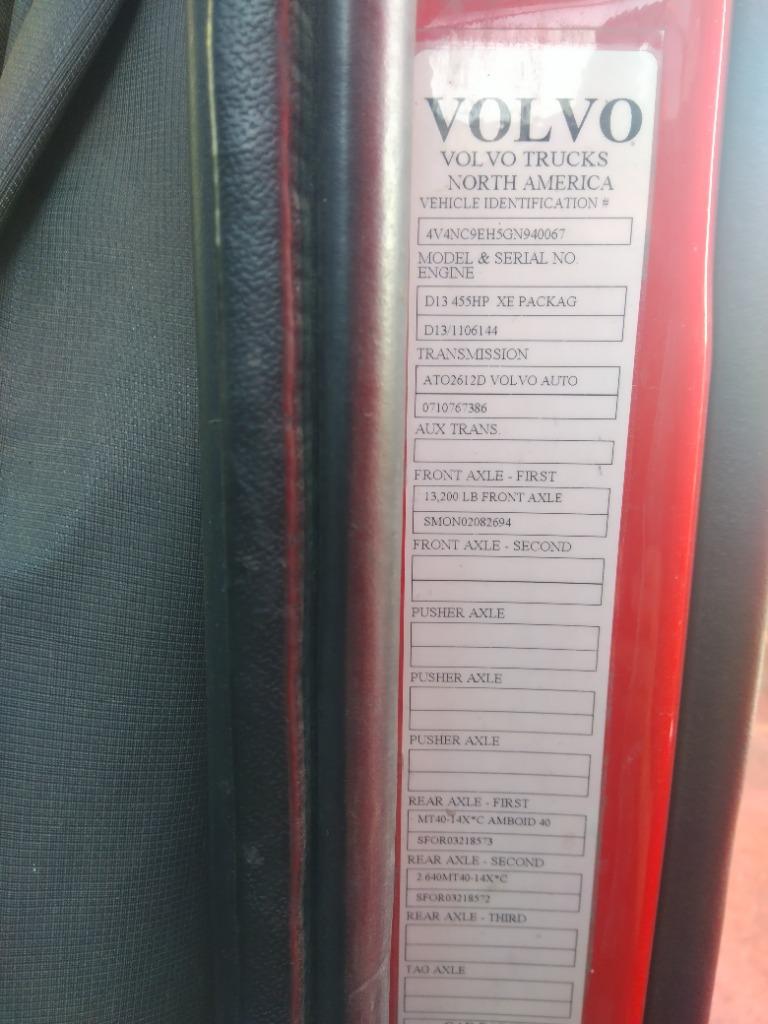 VOLVO
VOLVO TRUCKS
NORTH AMERICA
VEHICLE IDENTIFICATION #
4V4NC9EH5GN940067
MODEL & SERIAL NO.
ENGINE
D13 455HP XE PACKAG
D13/1106144
TRANSMISSION
ATO2612D VOLVO AUTO
0710767386
AUX TRANS.
FRONT AXLE - FIRST
13,200 LB FRONT AXLE
SMON02082694
FRONT AXLE - SECOND
PUSHER AXLE
PUSHER AXLE
PUSHER AXLE
REAR AXLE - FIRST
MT40-14X*C AMBOID 40
SFOR03218573
REAR AXLE - SECOND
2.640MT40-14X*C
SFOR03218572
REAR AXLE - THIRD
TAG AXLE